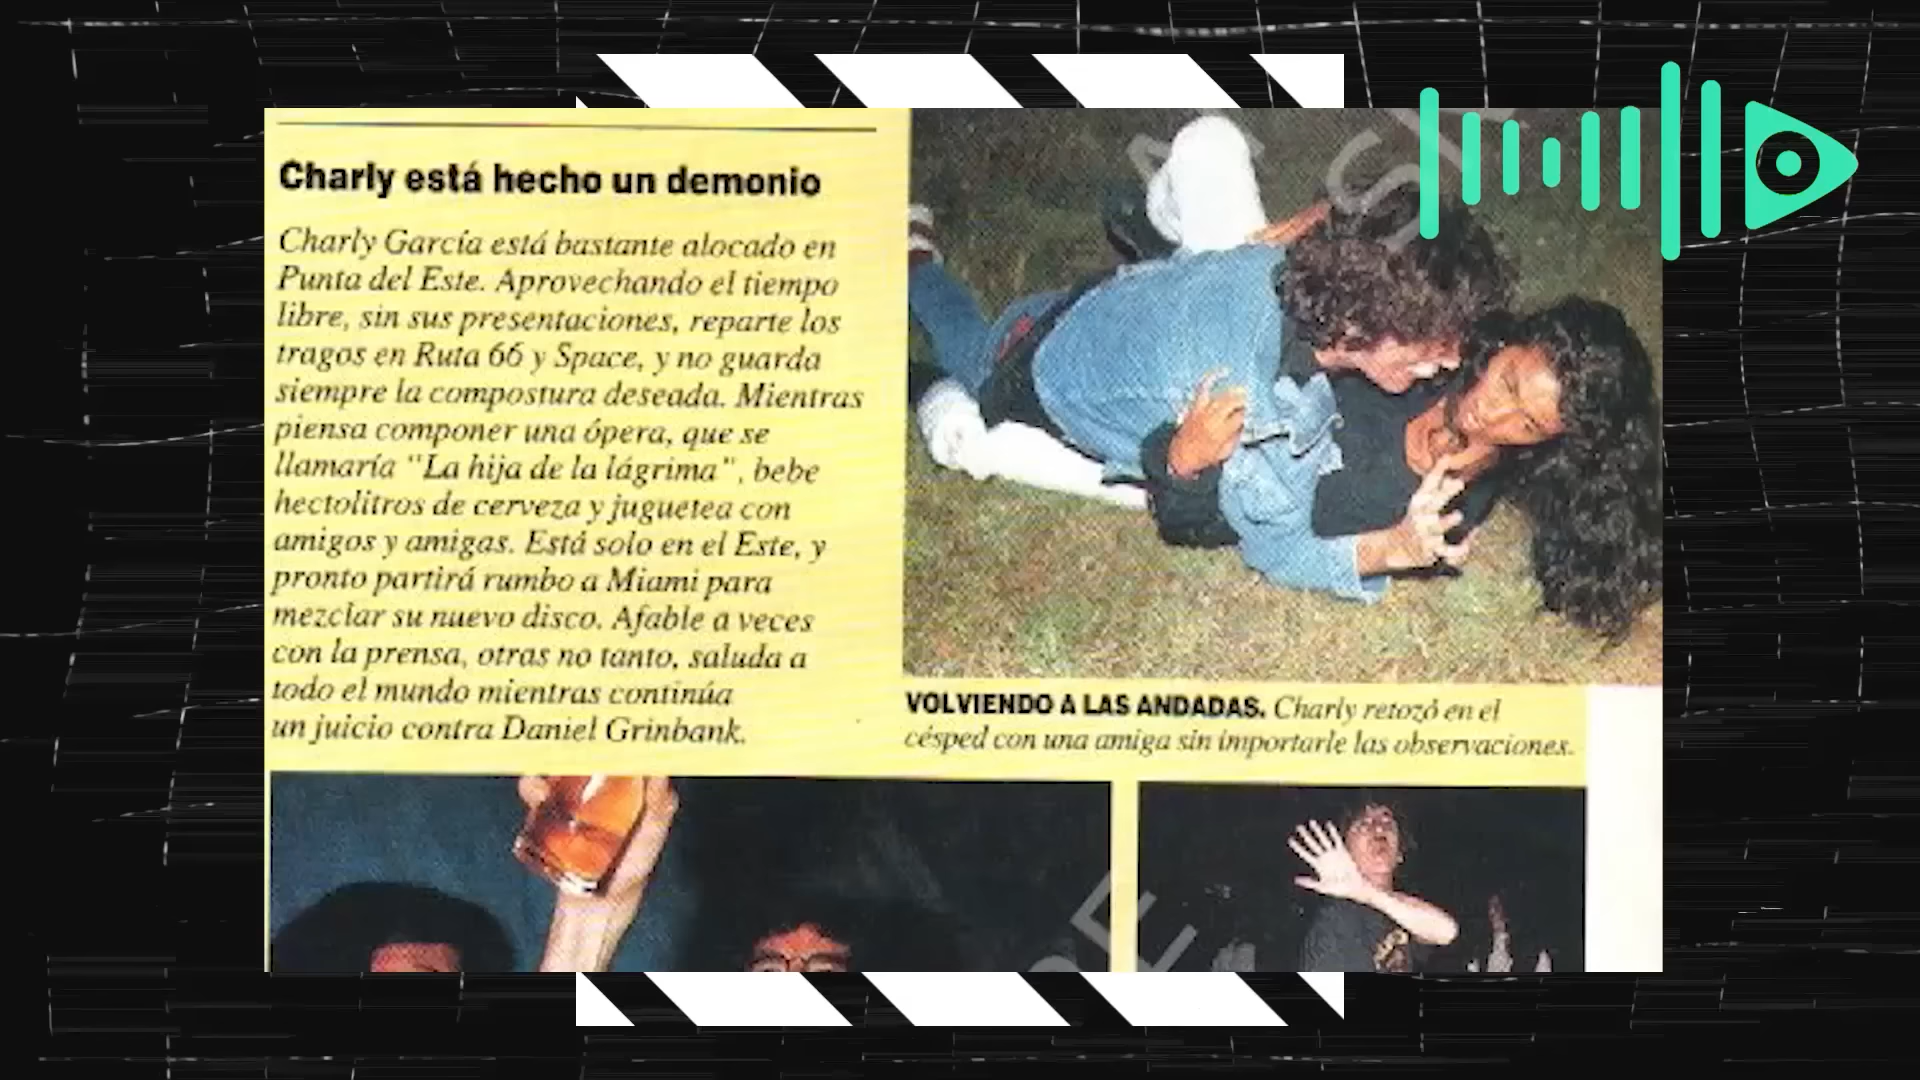 Charly está hecho un demonio
Charly García está bastante alocado en
Punta del Este. Aprovechando el tiempo
libre, sin sus presentaciones, reparte los
tragos en Ruta 66 y Space, y no guarda
siempre la compostura deseada. Mientras
piensa componer una ópera, que se
llamaría "La hija de la lágrima", bebe
hectolitros de cerveza y juguetea con
amigos y amigas. Está solo en el Este, y
pronto partirá rumbo a Miami para
mezclar su nuevo disco. Afable a veces
con la prensa, otras no tanto, saluda a
todo el mundo mientras continúa
un juicio contra Daniel Grinbank.
VOLVIENDO A LAS ANDADAS. Charly retozó en el
césped con una amiga sin importarle las observaciones.